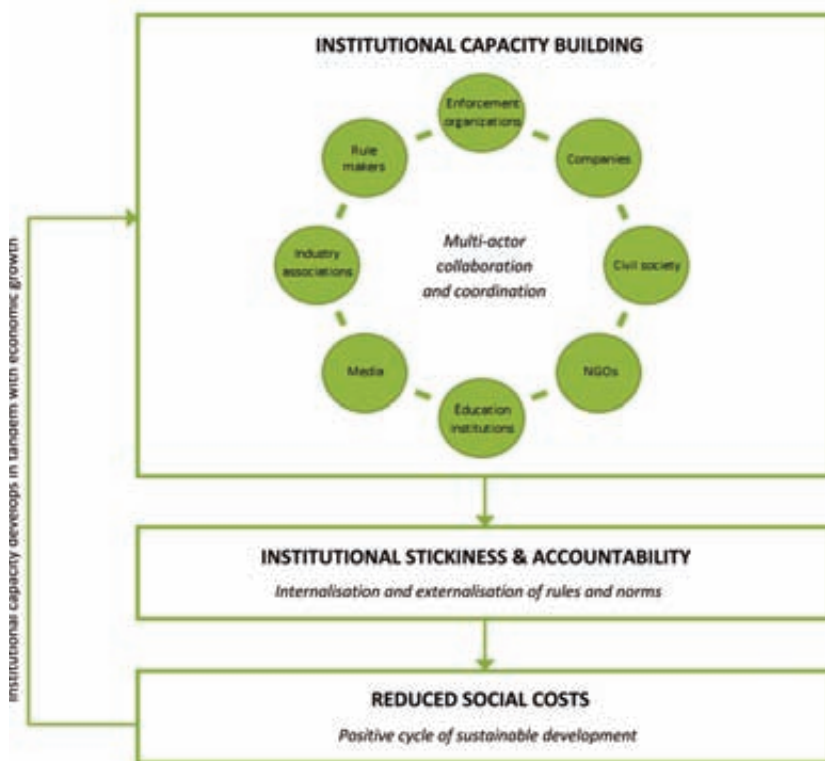 INSTITUTIONAL CAPACITY BUILDING
Enforcement
organizations
Rule
makers
Companies
Industry
associations
Multi-actor
collaboration
and coordination
Civil society
Media
NGOs
Education
institutions
INSTITUTIONAL STICKINESS & ACCOUNTABILITY
Internalisation and externalisation of rules and norms
REDUCED SOCIAL COSTS
Positive cycle of sustainable development
Institutional capacity develops in tandem with economic growth